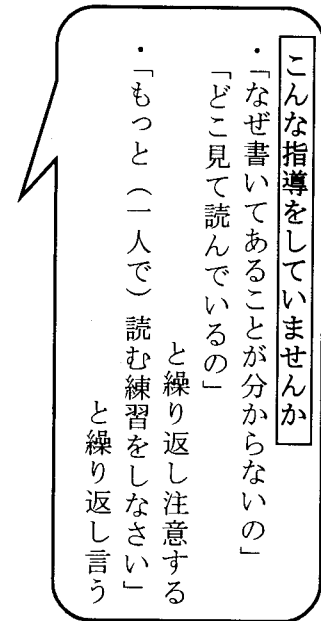 こんな指導をしていませんか
・「なぜ書いてあることが分からないの」
「どこ見て読んでいるの」
と繰り返し注意する
・「もっと（一人で）読む練習をしなさい」
と繰り返し言う